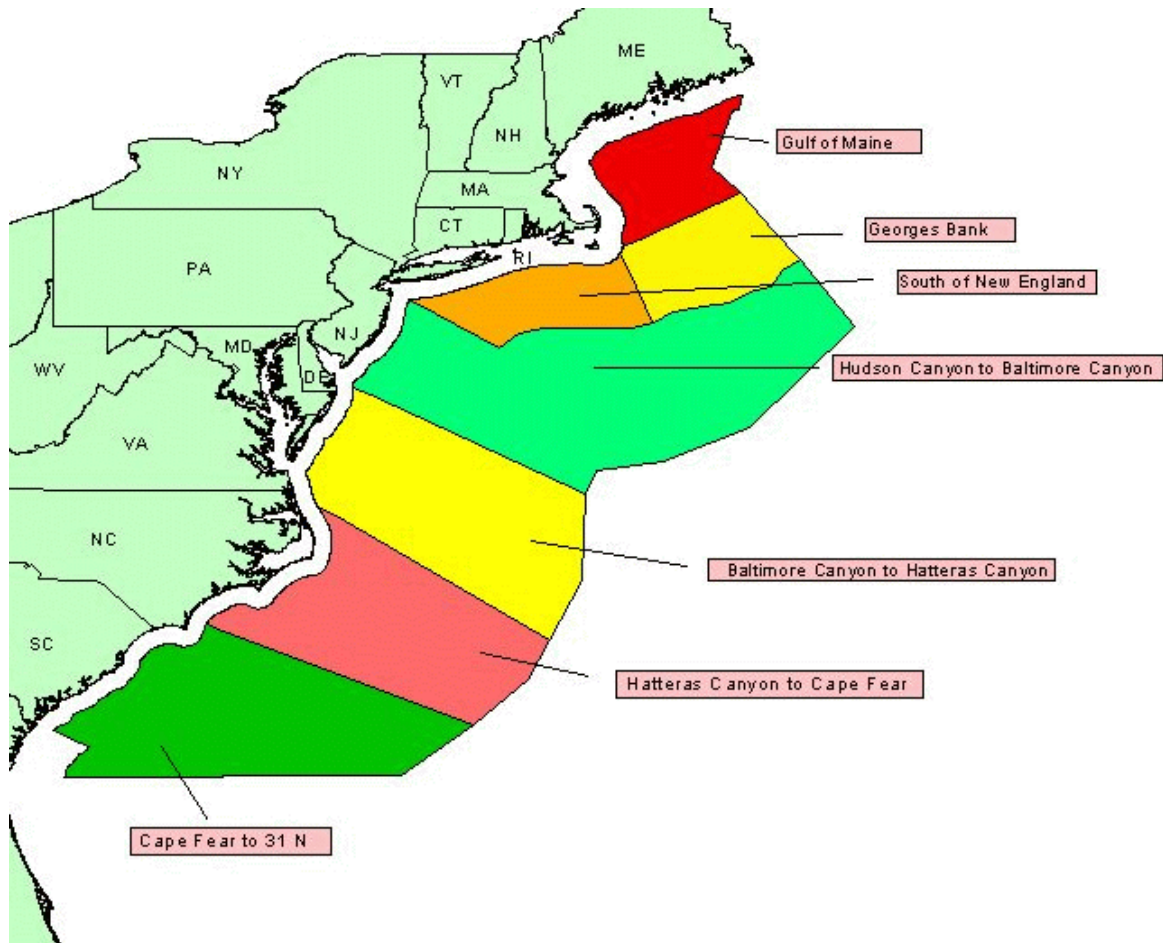 ME
VT
NH
Gulf of Maine
NY
MA
CT
Georges Bank
RI
PA
South of New England
NJ
MD
WV
DE
Hudson Canyon to Baltimore Canyon
VA
NC
Baltimore Canyon to Hatteras Canyon
SC
Hatteras Canyon to Cape Fear
Cape Fear to 31 N